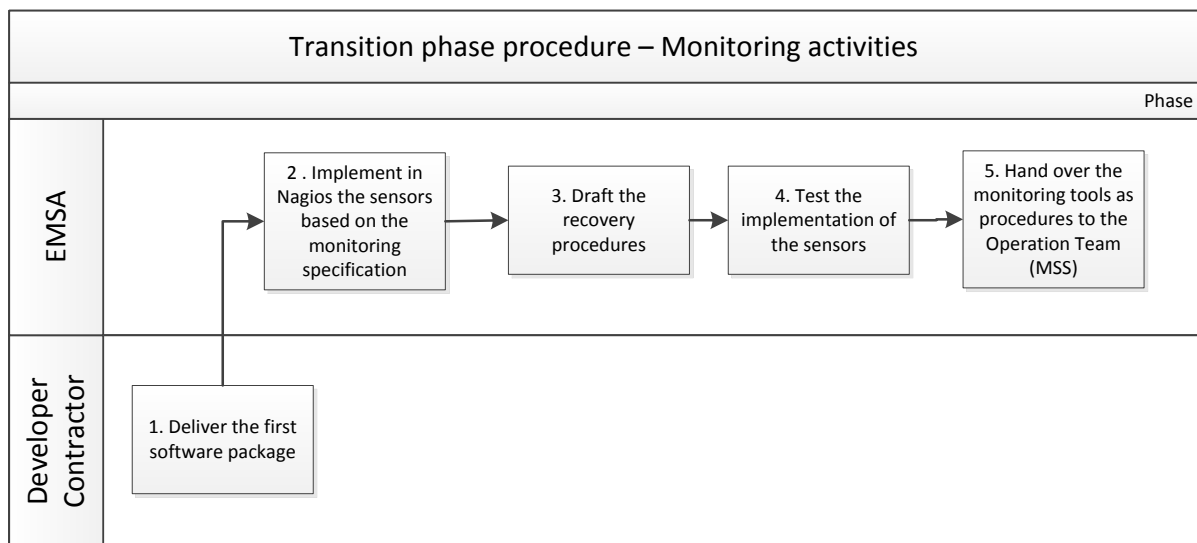 Transition phase procedure – Monitoring activities
Phase
EMSA
2 . Implement in
Nagios the sensors
based on the
monitoring
specification
3. Draft the
recovery
procedures
4. Test the
implementation of
the sensors
5. Hand over the
monitoring tools as
procedures to the
Operation Team
(MSS)
Developer
Contractor
1. Deliver the first
software package